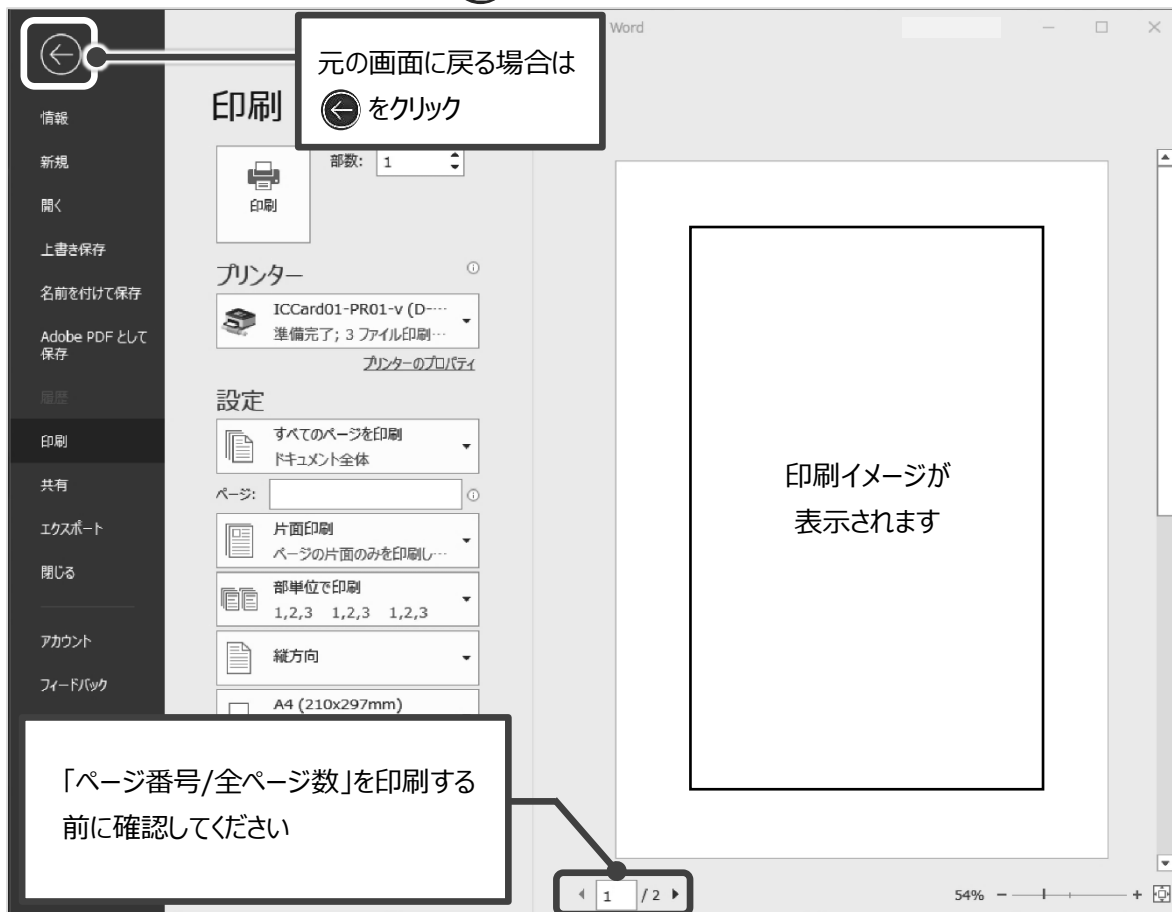 Word
元の画面に戻る場合は
をクリック
情報
新規
開く
上書き保存
名前を付けて保存
Adobe PDF として
保存
履歴
印刷
共有
エクスポート
閉じる
アカウント
フィードバック
印刷
部数: 1
印刷
プリンター
ICCard01-PR01-v (D-…
準備完了; 3 ファイル印刷…
プリンターのプロパティ
設定
すべてのページを印刷
ドキュメント全体
ページ:
片面印刷
ページの片面のみを印刷し…
部単位で印刷
1,2,3 1,2,3 1,2,3
縦方向
A4 (210x297mm)
「ページ番号/全ページ数」を印刷する
前に確認してください
印刷イメージが
表示されます
1 / 2
54%